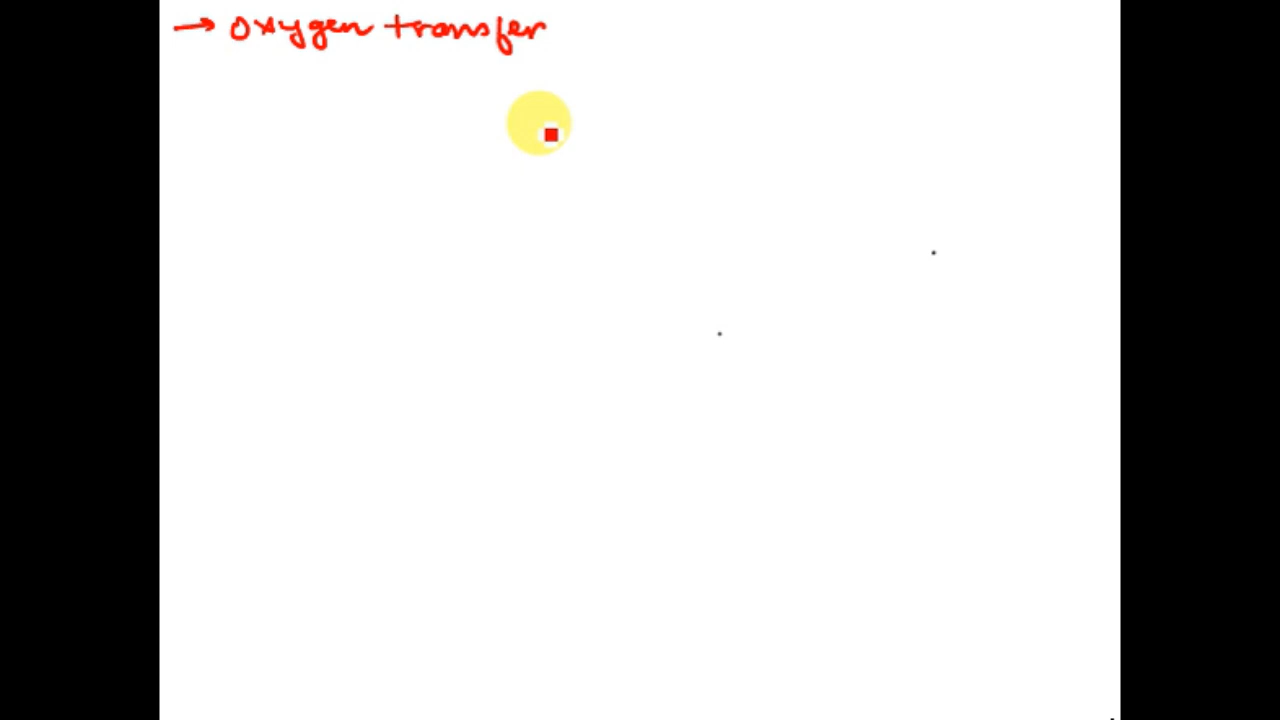 → oxygen transfer